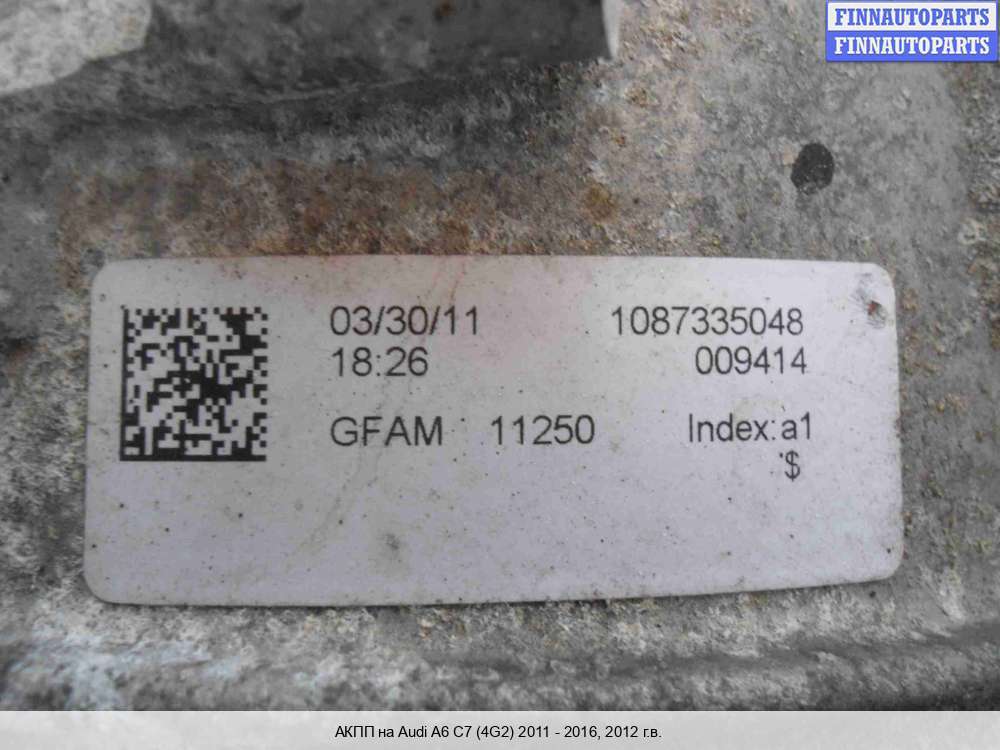 FINNAUTOPARTS
FINNAUTOPARTS
03/30/11 1087335048
18:26 009414
GFAM 11250 Index:a1
$
АКПП на Audi A6 C7 (4G2) 2011 - 2016, 2012 г.в.